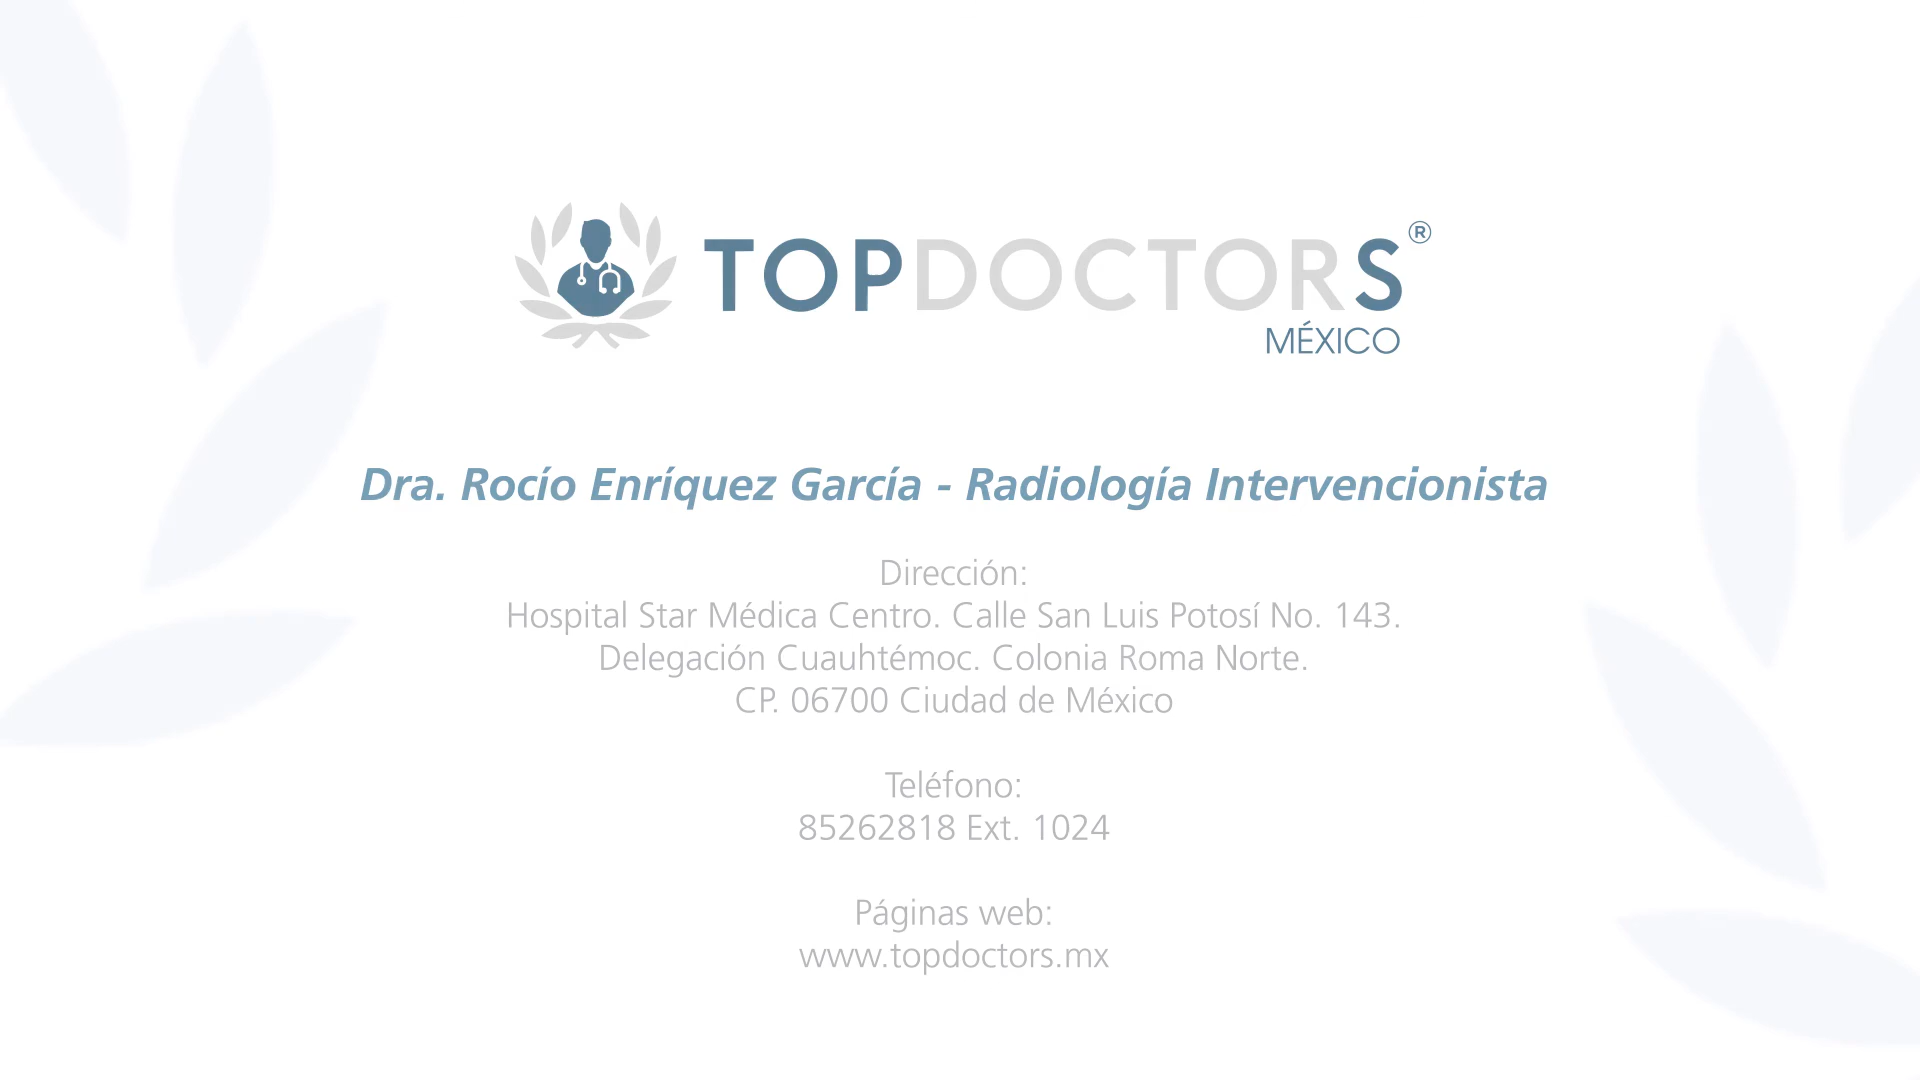 TOPDOCTORS®
MÉXICO
Dra. Rocío Enríquez García - Radiología Intervencionista
Dirección:
Hospital Star Médica Centro. Calle San Luis Potosí No. 143.
Delegación Cuauhtémoc. Colonia Roma Norte.
CP. 06700 Ciudad de México
Teléfono:
85262818 Ext. 1024
Páginas web:
www.topdoctors.mx